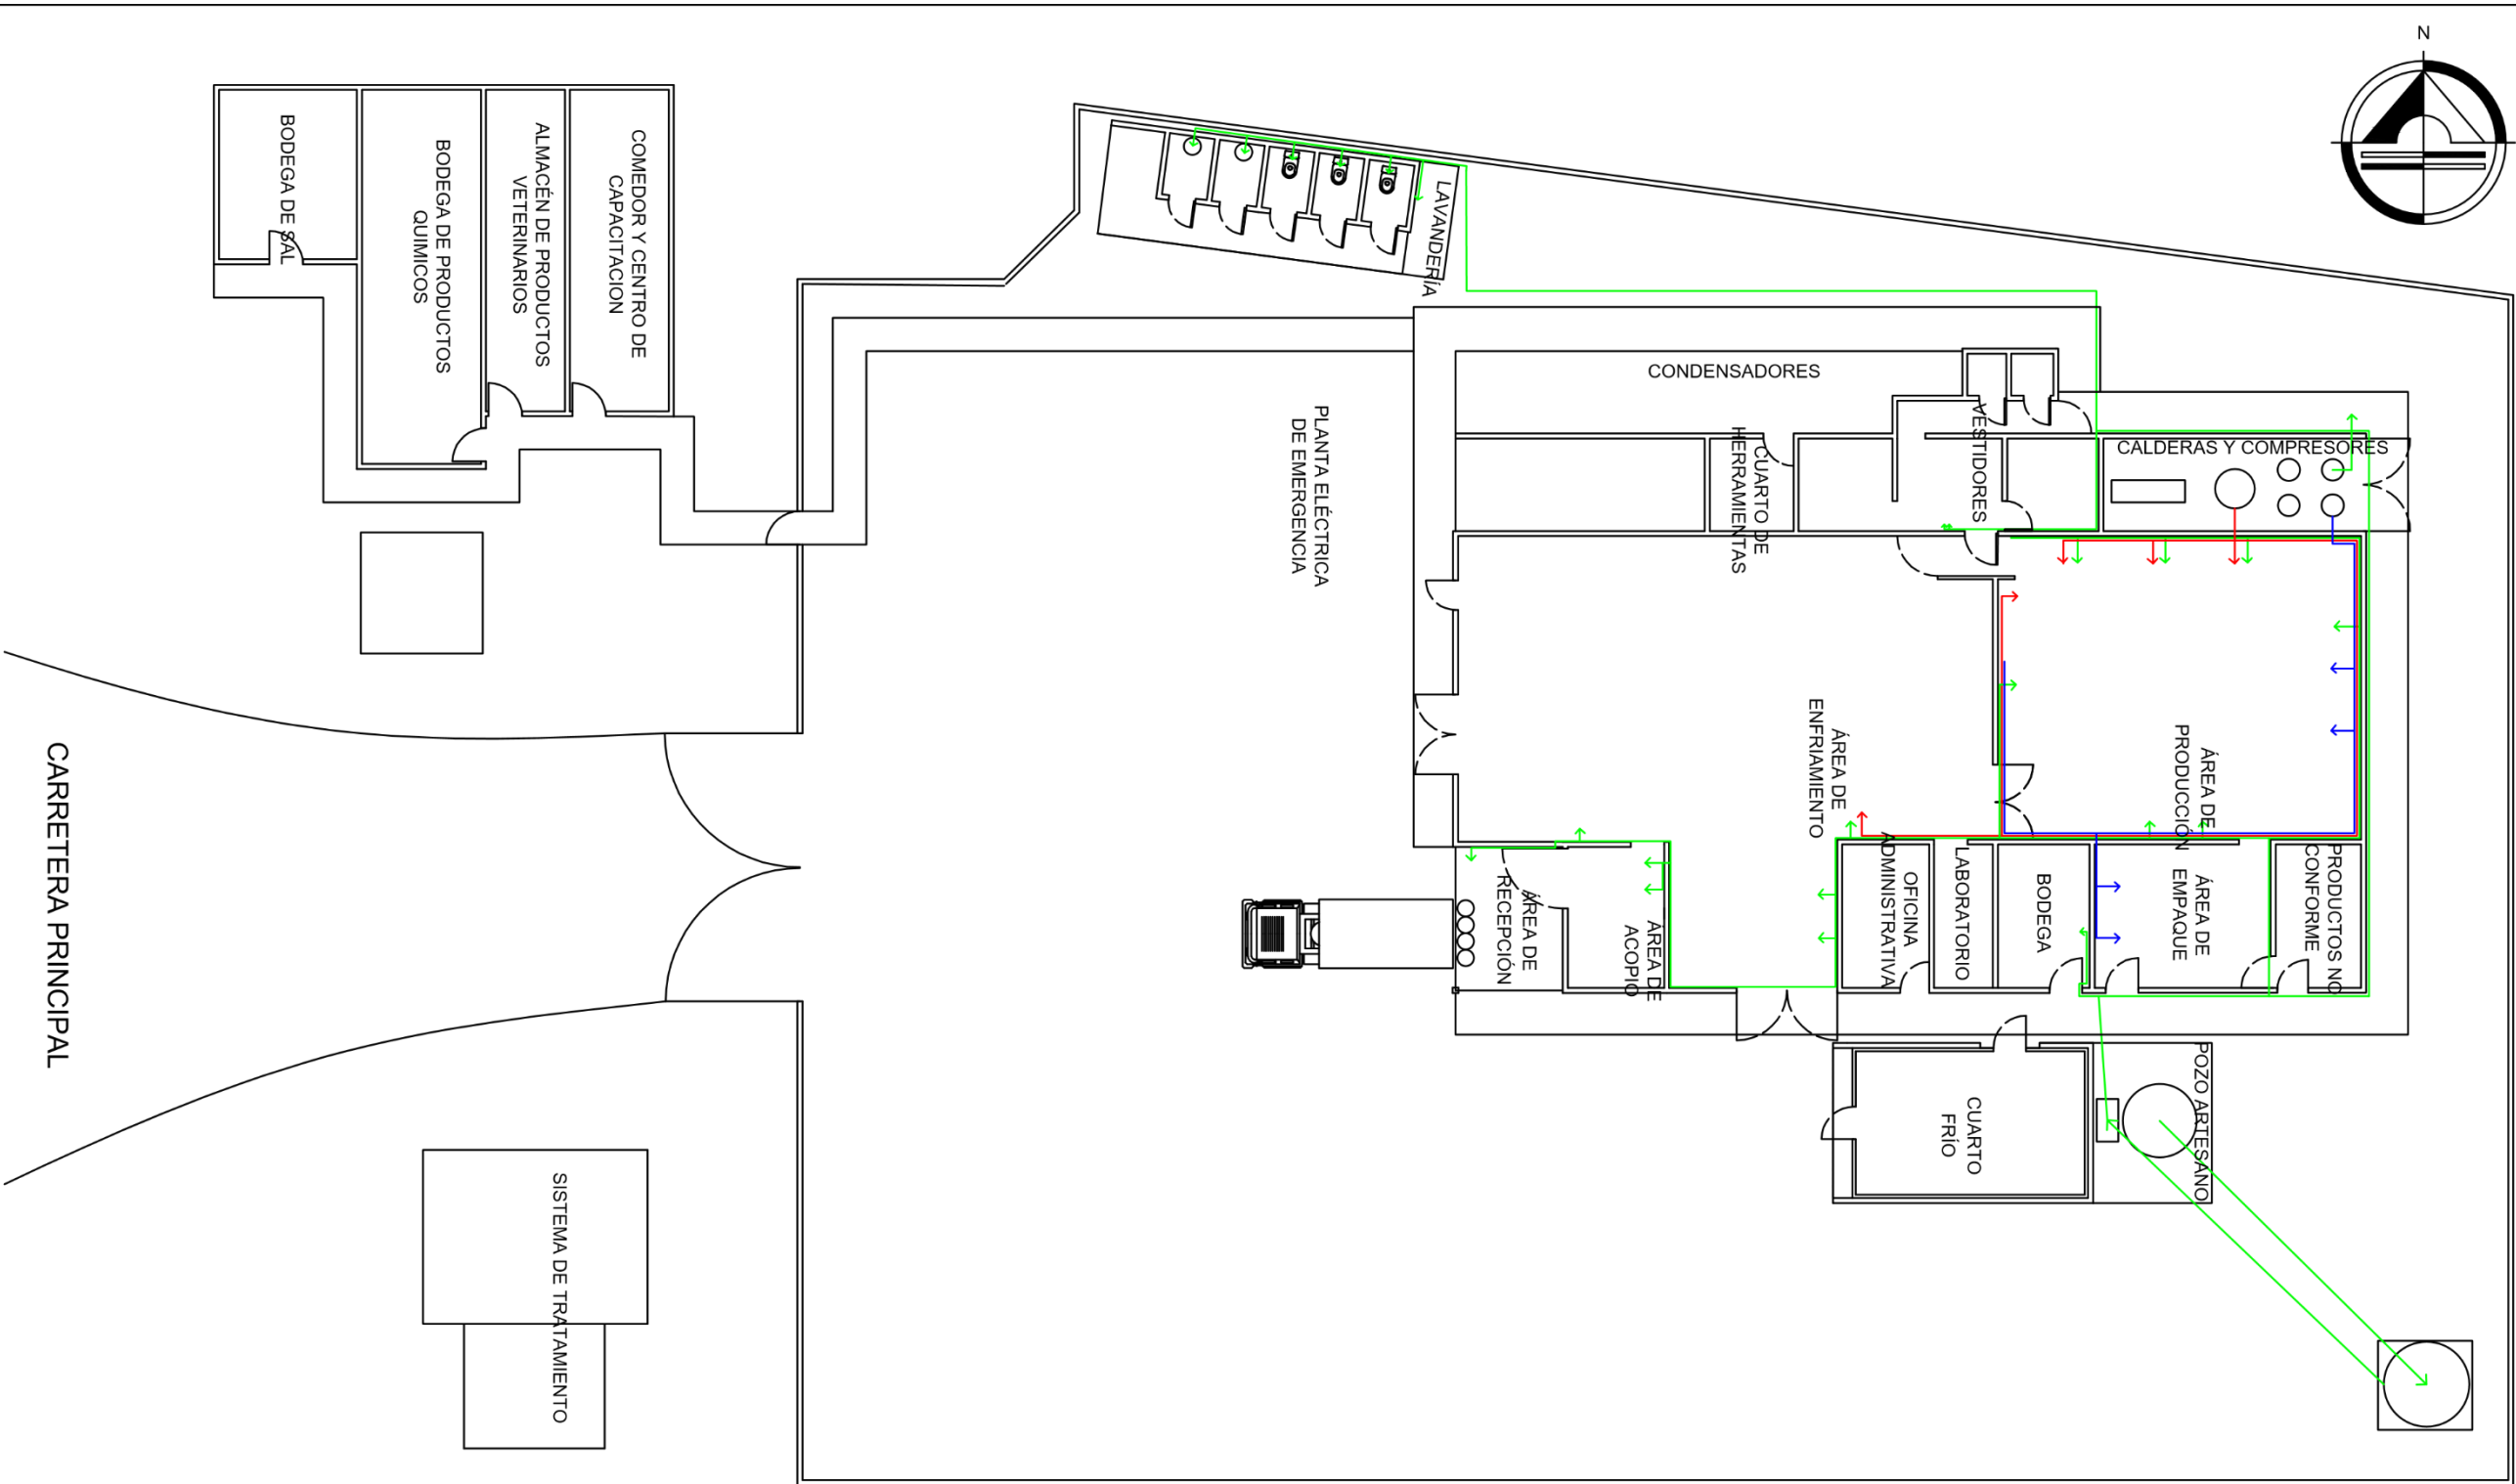 N
BODEGA DE SAL
BODEGA DE PRODUCTOS
QUIMICOS
ALMACÉN DE PRODUCTOS
VETERINARIOS
COMEDOR Y CENTRO DE
CAPACITACION
LAVANDERÍA
CONDENSADORES
PLANTA ELÉCTRICA
DE EMERGENCIA
CUARTO DE
HERRAMIENTAS
VESTIDORES
CALDERAS Y COMPRESORES
ÁREA DE
ENFRIAMIENTO
ÁREA DE
PRODUCCIÓN
CARRETERA PRINCIPAL
ÁREA DE
RECEPCIÓN
ÁREA DE
ACOPIO
OFICINA
ADMINISTRATIVA
LABORATORIO
BODEGA
ÁREA DE
EMPAQUE
PRODUCTOS NO
CONFORME
CUARTO
FRÍO
POZO ARTESANO
SISTEMA DE TRATAMIENTO